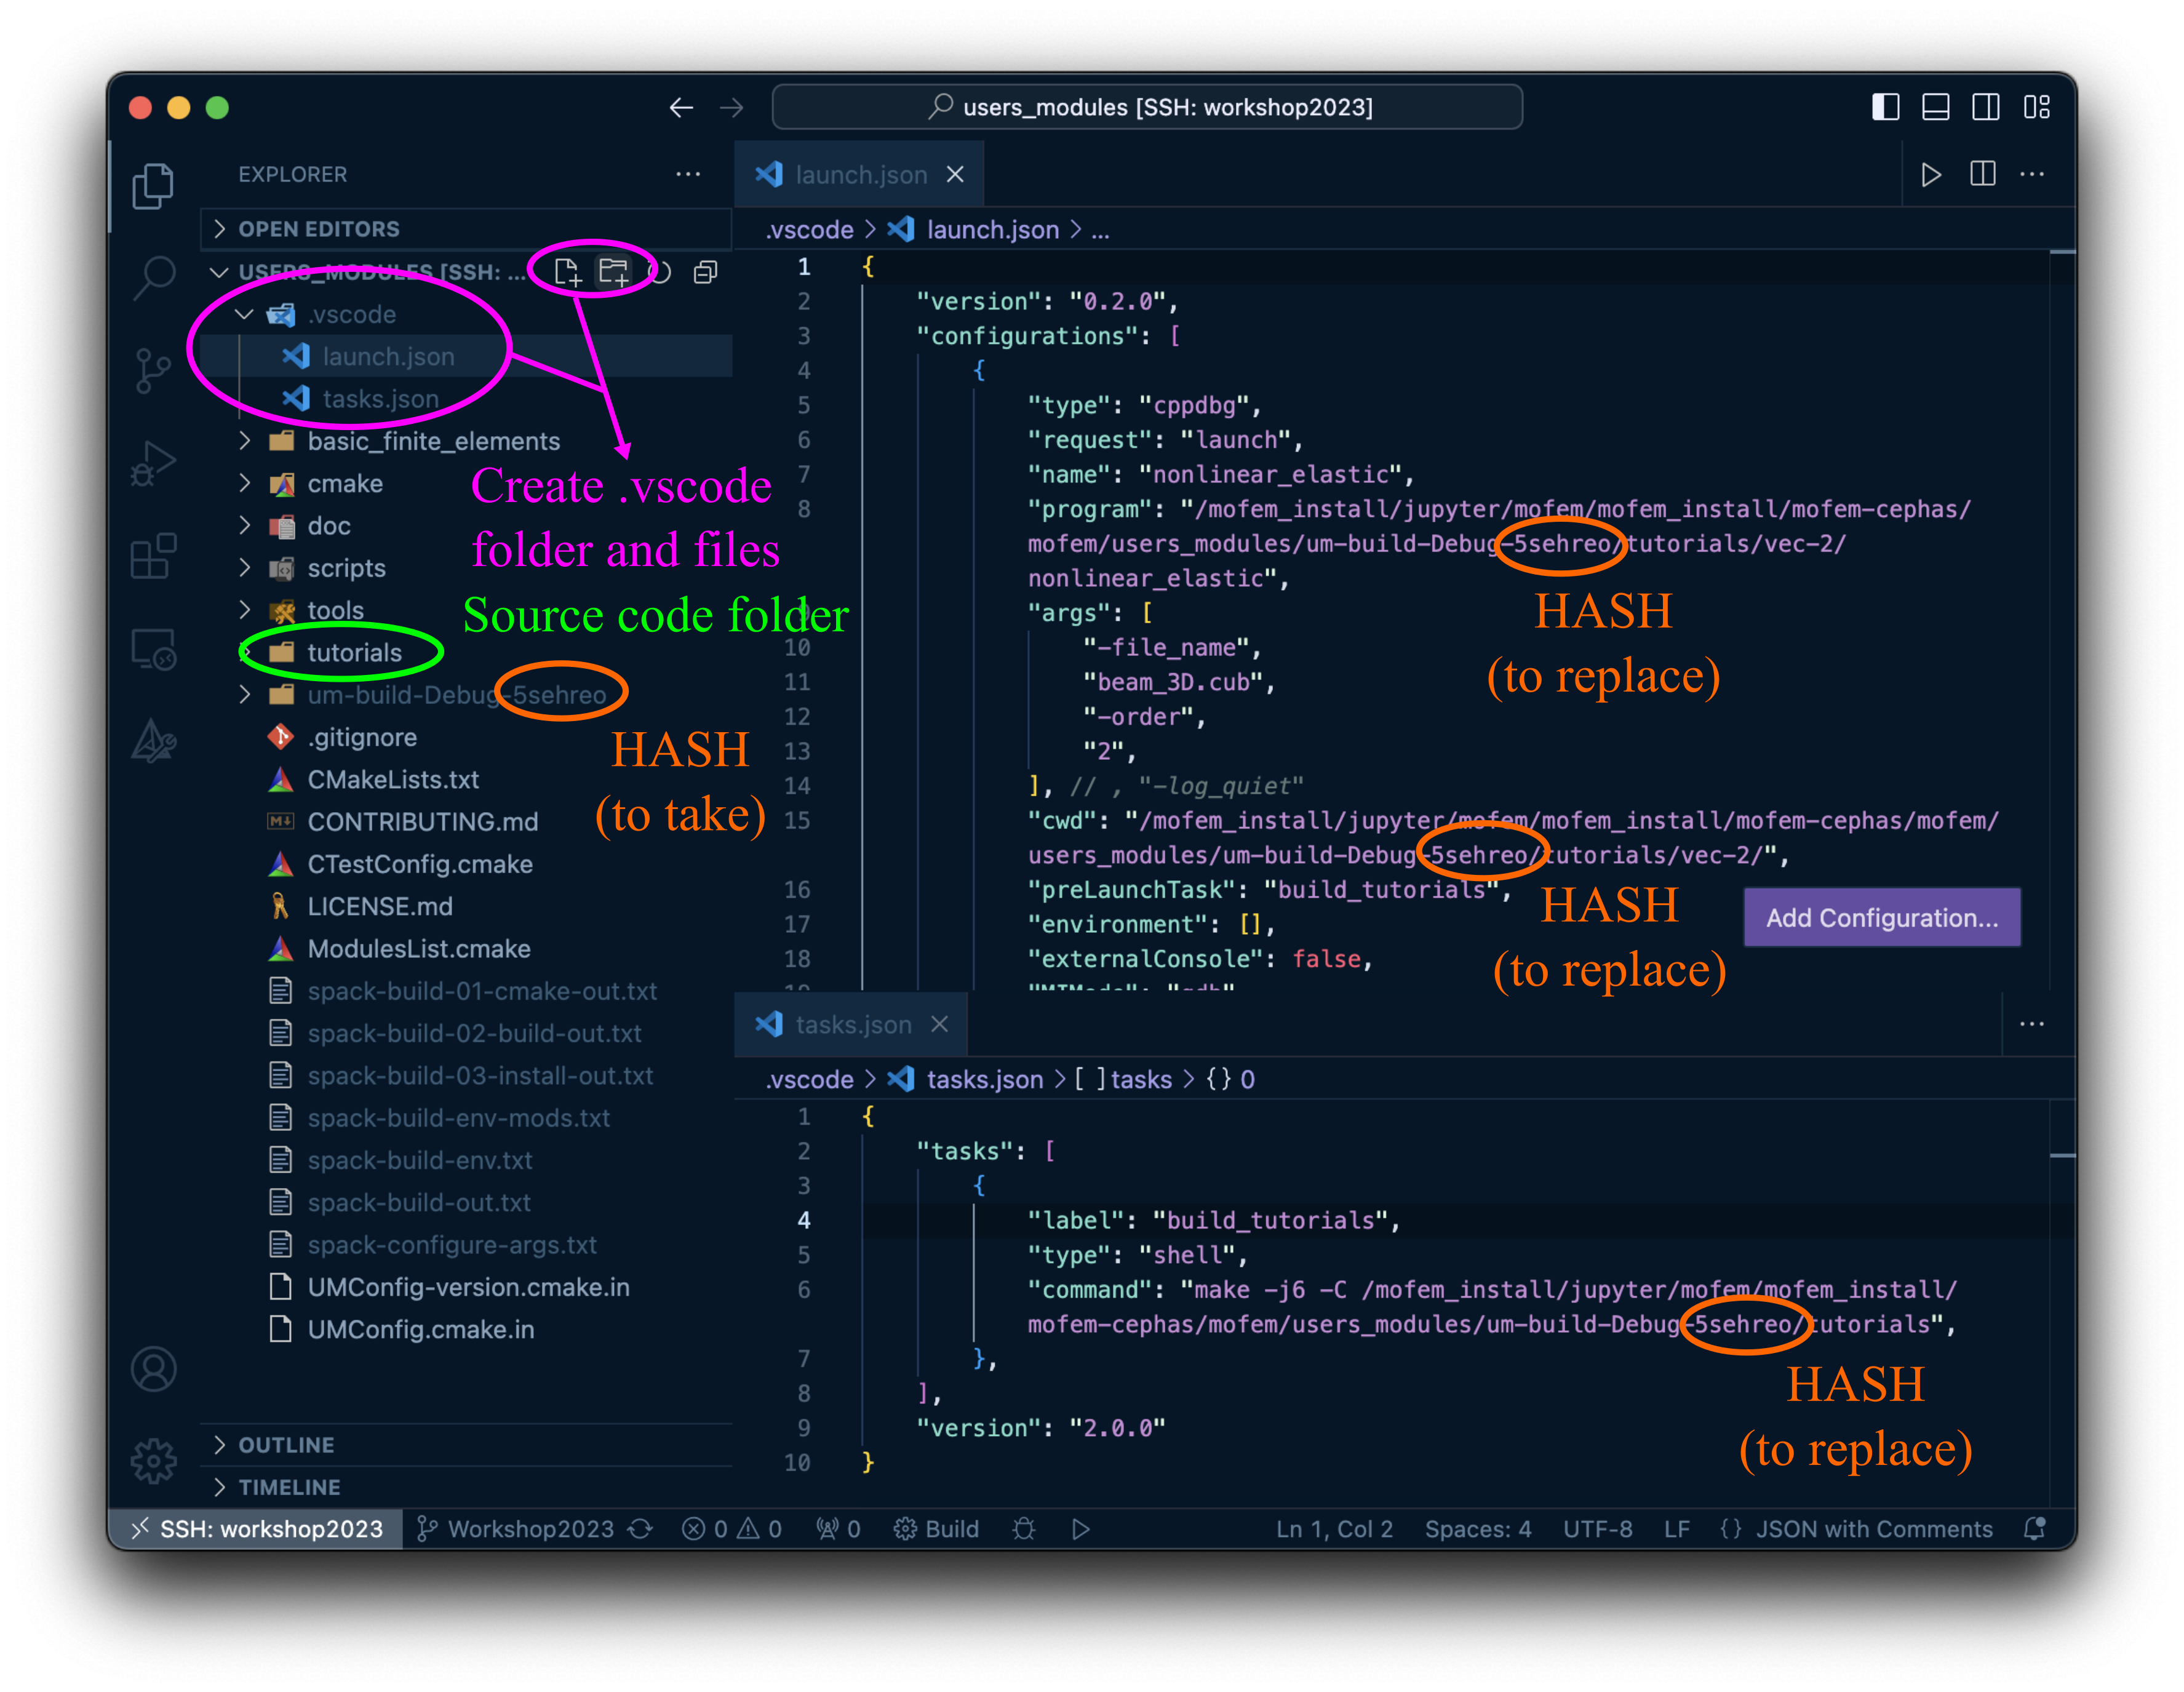 users_modules [SSH: workshop2023]
EXPLORER
OPEN EDITORS
USERS_MODULES [SSH: ...
.vscode
launch.json
tasks.json
basic_finite_elements
cmake
doc
scripts
tools
tutorials
um-build-Debug-5sehreo
.gitignore
CMakeLists.txt
CONTRIBUTING.md
CTestConfig.cmake
LICENSE.md
ModulesList.cmake
spack-build-01-cmake-out.txt
spack-build-02-build-out.txt
spack-build-03-install-out.txt
spack-build-env-mods.txt
spack-build-env.txt
spack-build-out.txt
spack-configure-args.txt
UMConfig-version.cmake.in
UMConfig.cmake.in
OUTLINE
TIMELINE
Create .vscode
folder and files
Source code folder
HASH
(to take)
launch.json
.vscode > launch.json > ...
1 {
2 "version": "0.2.0",
3 "configurations": [
4 {
5 "type": "cppdbg",
6 "request": "launch",
7 "name": "nonlinear_elastic",
8 "program": "/mofem_install/jupyter/mofem/mofem_install/mofem-cephas/
mofem/users_modules/um-build-Debug-5sehreo/tutorials/vec-2/
nonlinear_elastic",
9 "args": [
10 "-file_name",
11 "beam_3D.cub",
12 "-order",
13 "2",
14 ], // , "-log_quiet"
15 "cwd": "/mofem_install/jupyter/mofem/mofem_install/mofem-cephas/mofem/
users_modules/um-build-Debug-5sehreo/tutorials/vec-2/",
16 "preLaunchTask": "build_tutorials",
17 "environment": [],
18 "externalConsole": false,
19 "MIMode": "gdb"
HASH
(to replace)
HASH
(to replace)
Add Configuration...
tasks.json
.vscode > tasks.json > [ ] tasks > {} 0
1 {
2 "tasks": [
3 {
4 "label": "build_tutorials",
5 "type": "shell",
6 "command": "make -j6 -C /mofem_install/jupyter/mofem/mofem_install/
mofem-cephas/mofem/users_modules/um-build-Debug-5sehreo/tutorials",
7 },
8 ],
9 "version": "2.0.0"
10 }
HASH
(to replace)
SSH: workshop2023 Workshop2023 0 0 0 Build Ln 1, Col 2 Spaces: 4 UTF-8 LF {} JSON with Comments